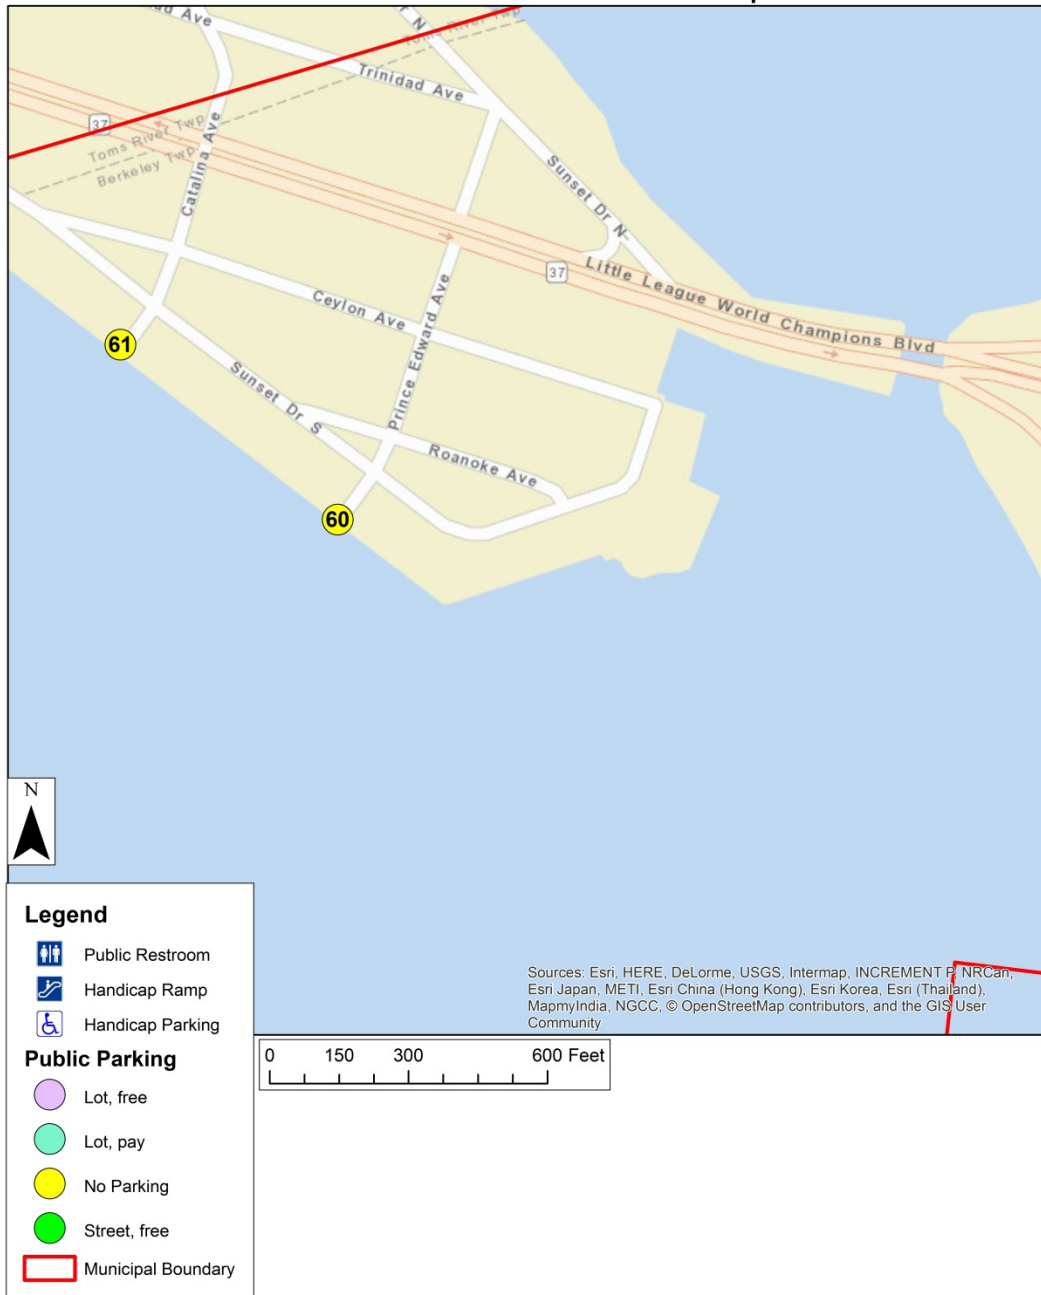 ad Ave
r N
Toms River Twp
Trinidad Ave
37
Toms River Twp
Berkeley Twp
Catalina Ave
Sunset Dr N
37
Little League World Champions Blvd
Ceylon Ave
Prince Edward Ave
61
Sunset Dr S
Roanoke Ave
60
N
Legend
Public Restroom
Handicap Ramp
Handicap Parking
Public Parking
Lot, free
Lot, pay
No Parking
Street, free
Municipal Boundary
Sources: Esri, HERE, DeLorme, USGS, Intermap, INCREMENT P, NRCan,
Esri Japan, METI, Esri China (Hong Kong), Esri Korea, Esri (Thailand),
MapmyIndia, NGCC, © OpenStreetMap contributors, and the GIS User
Community
0 150 300 600 Feet